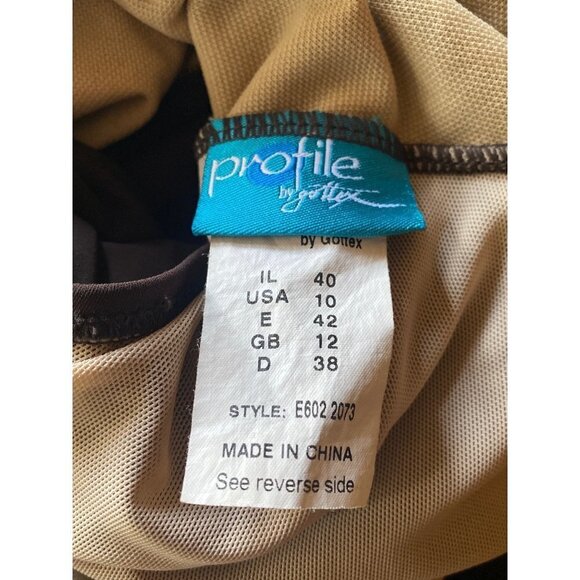 profile
by gottex
by Gottex
IL 40
USA 10
E 42
GB 12
D 38
STYLE: E602 2073
MADE IN CHINA
See reverse side